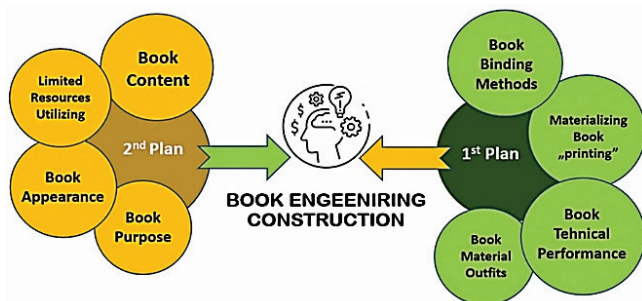 Book
Content
Limited
Resources
Utilizing
2nd Plan
Book
Appearance
Book
Purpose
$
$
BOOK ENGEENIRING
CONSTRUCTION
Book
Binding
Methods
Materializing
Book
„printing”
1st Plan
Book
Tehnical
Performance
Book
Material
Outfits